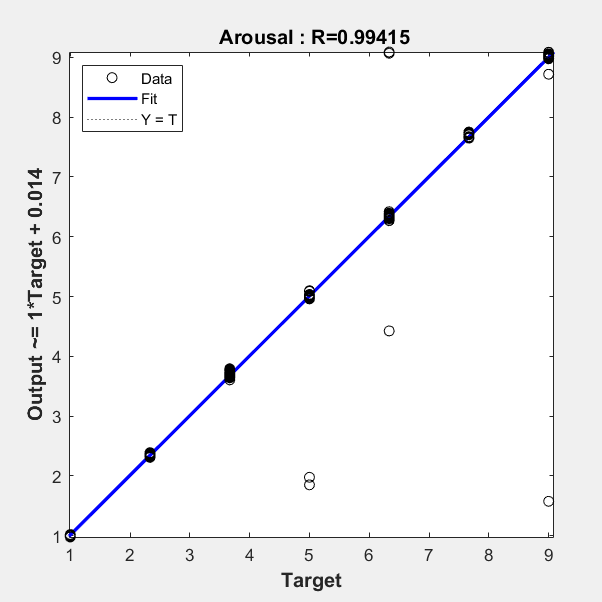 Arousal : R=0.99415
Data
Fit
Y = T
Output ~= 1*Target + 0.014
9
8
7
6
5
4
3
2
1
1 2 3 4 5 6 7 8 9
Target